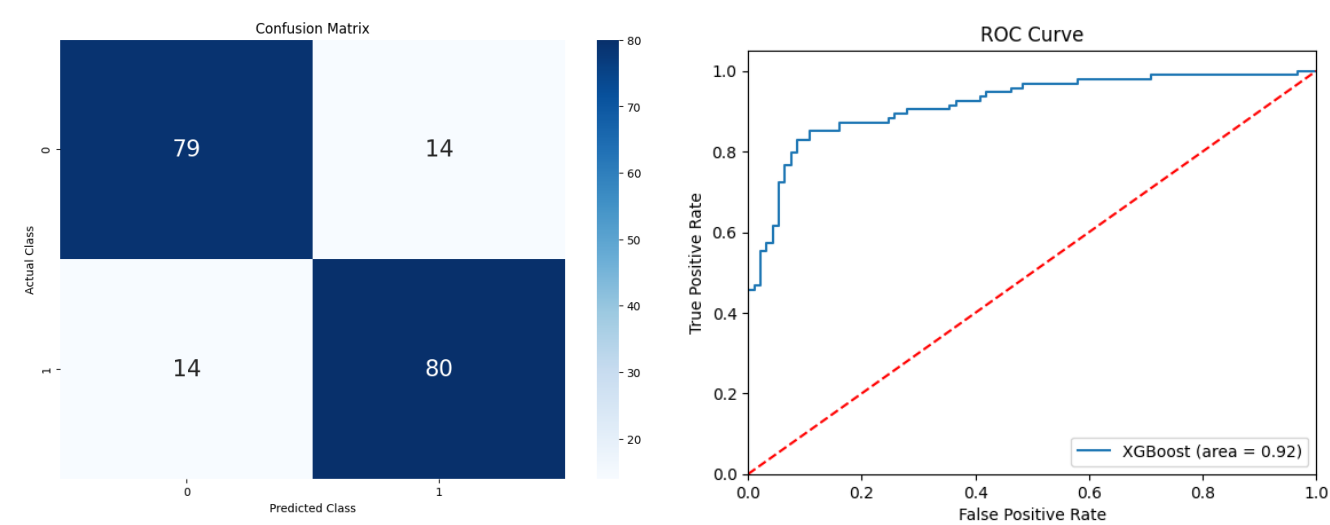 Confusion Matrix
79 14
14 80
0
1
Actual Class
0 1
Predicted Class
80
70
60
50
40
30
20
ROC Curve
1.0
0.8
0.6
0.4
0.2
0.0
True Positive Rate
XGBoost (area = 0.92)
0.0 0.2 0.4 0.6 0.8 1.0
False Positive Rate